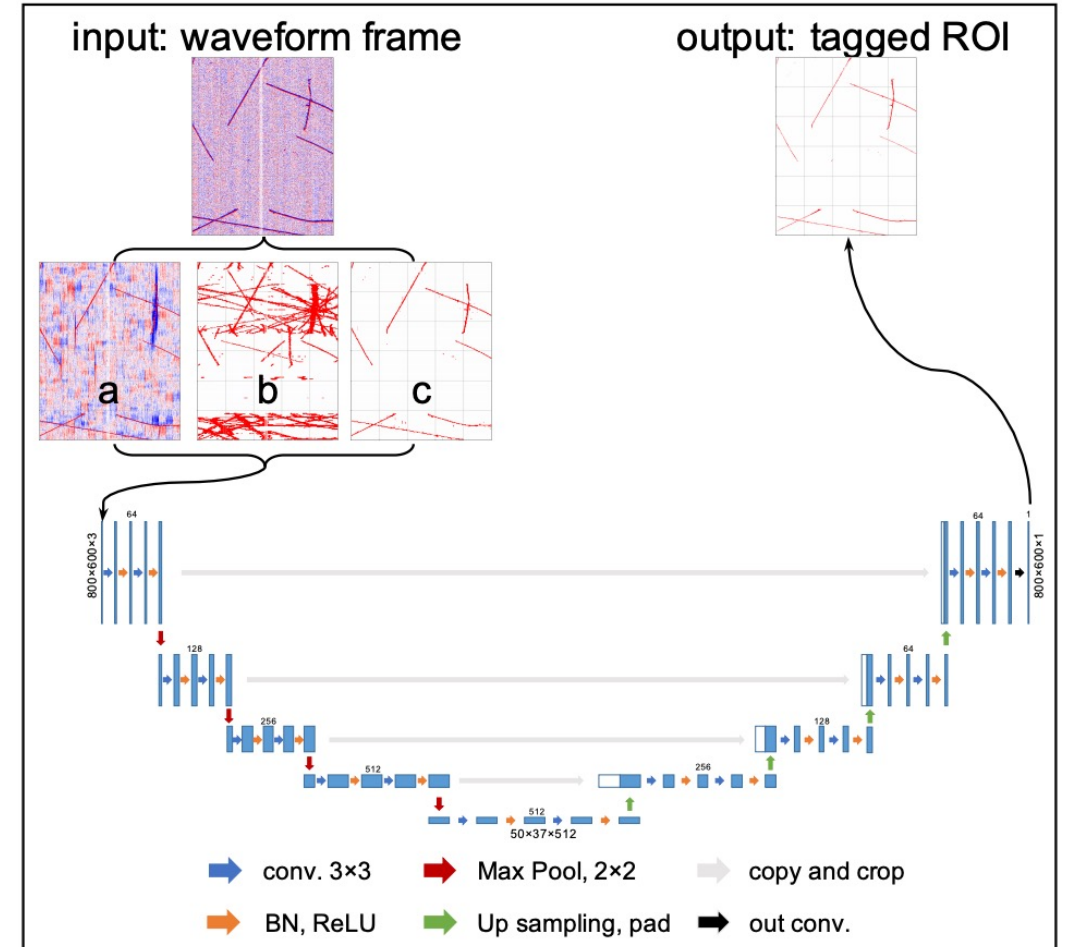 input: waveform frame
output: tagged ROI
a
b
c
64
800×600×3
64
1
800×600×1
128
64
256
128
512
256
512
50×37×512
conv. 3×3
Max Pool, 2×2
copy and crop
BN, ReLU
Up sampling, pad
out conv.